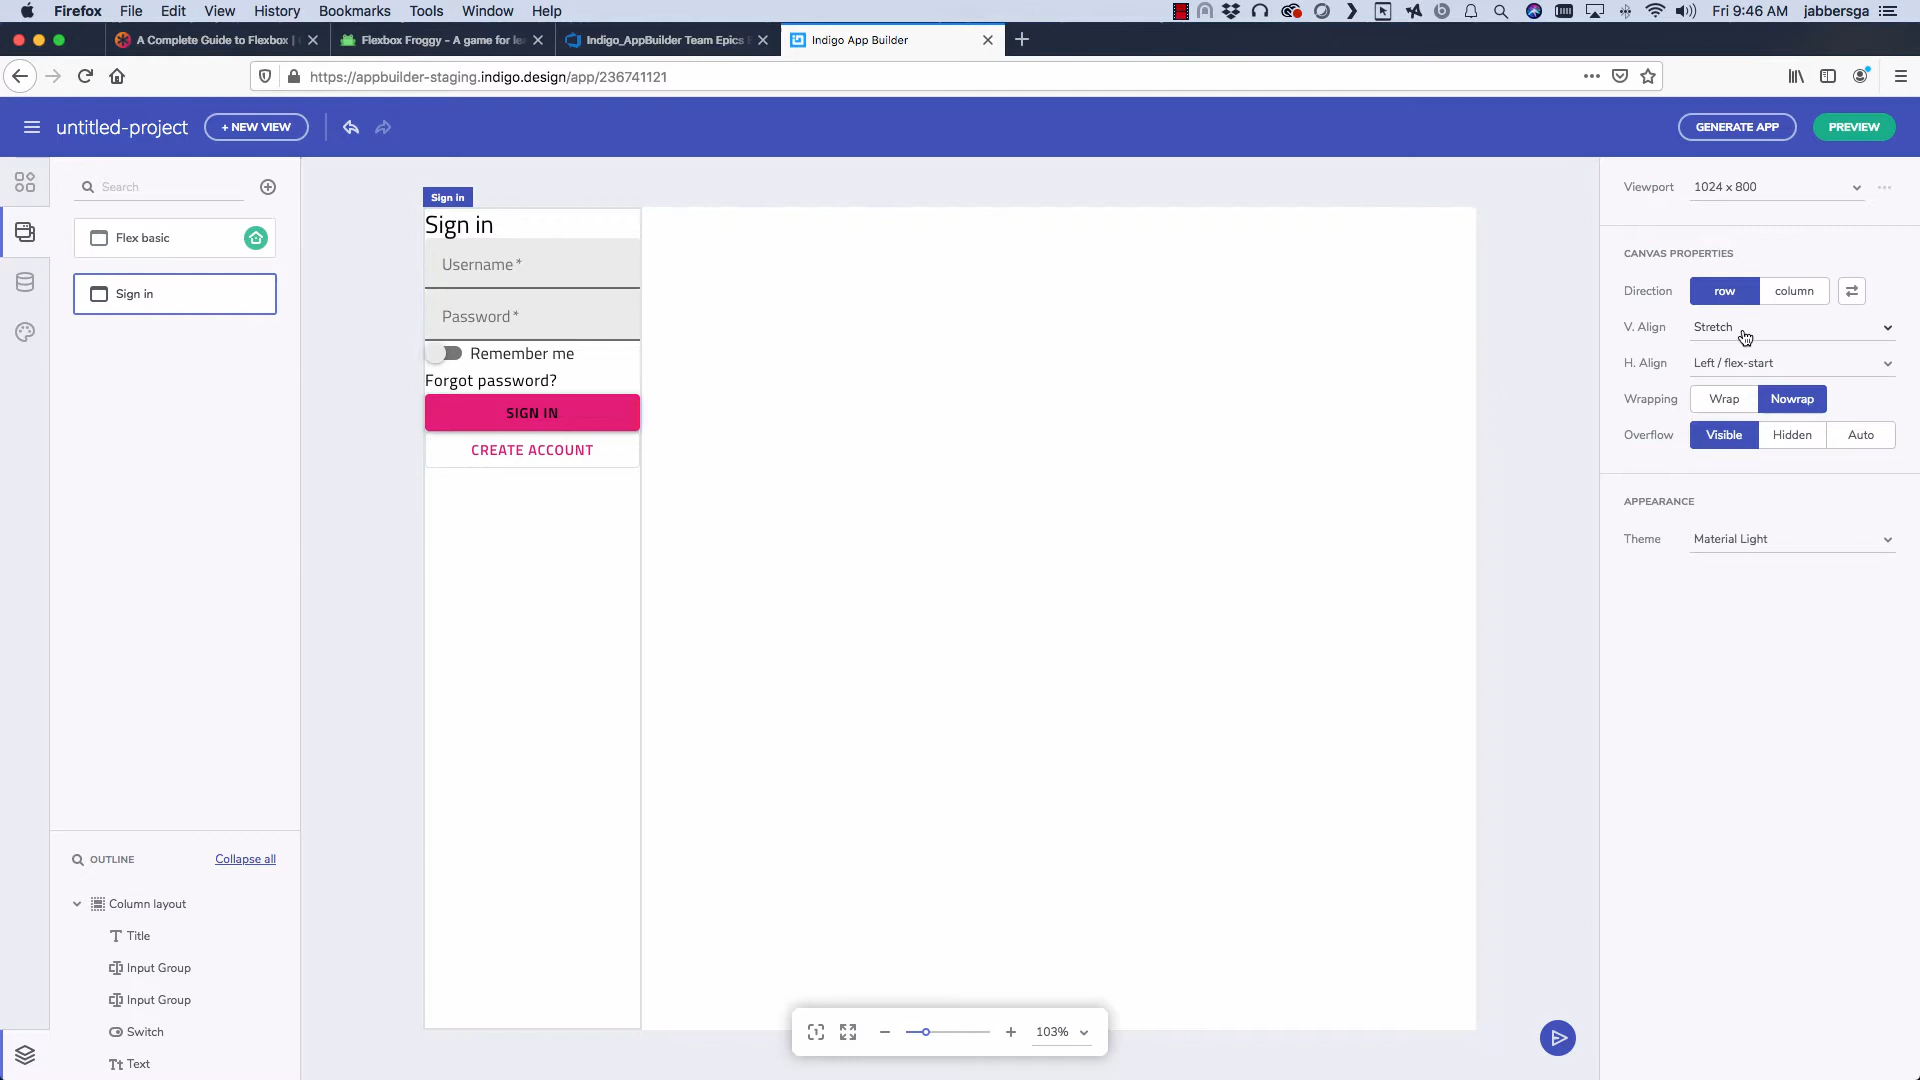 Firefox File Edit View History Bookmarks Tools Window Help Fri 9:46 AM jabbersga
A Complete Guide to Flexbox |
Flexbox Froggy - A game for le
Indigo_AppBuilder Team Epics
Indigo App Builder
https://appbuilder-staging.indigo.design/app/236741121
untitled-project
+ NEW VIEW
GENERATE APP
PREVIEW
Search
Flex basic
Sign in
OUTLINE
Collapse all
Column layout
Title
Input Group
Input Group
Switch
Text
Sign in
Sign in
Username *
Password *
Remember me
Forgot password?
SIGN IN
CREATE ACCOUNT
103%
Viewport 1024 x 800
CANVAS PROPERTIES
Direction row column
V. Align Stretch
H. Align Left / flex-start
Wrapping Wrap Nowrap
Overflow Visible Hidden Auto
APPEARANCE
Theme Material Light